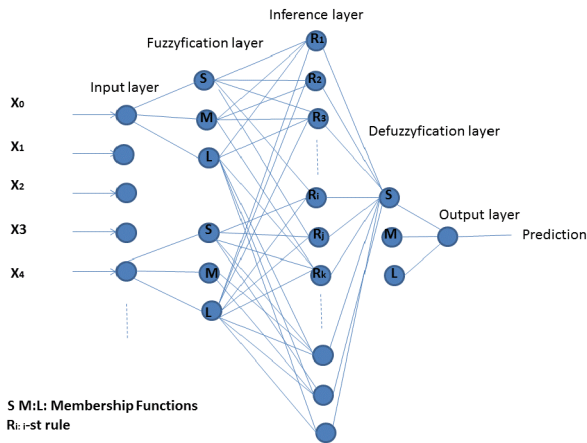 Inference layer
Fuzzyfication layer
Input layer
Defuzzyfication layer
Output layer
Prediction
X₀
X₁
X₂
X3
X₄
S
M
L
S
M
L
R₁
R₂
R₃
Rᵢ
Rⱼ
Rₖ
S
M
L
S M:L: Membership Functions
Rᵢ: i-st rule